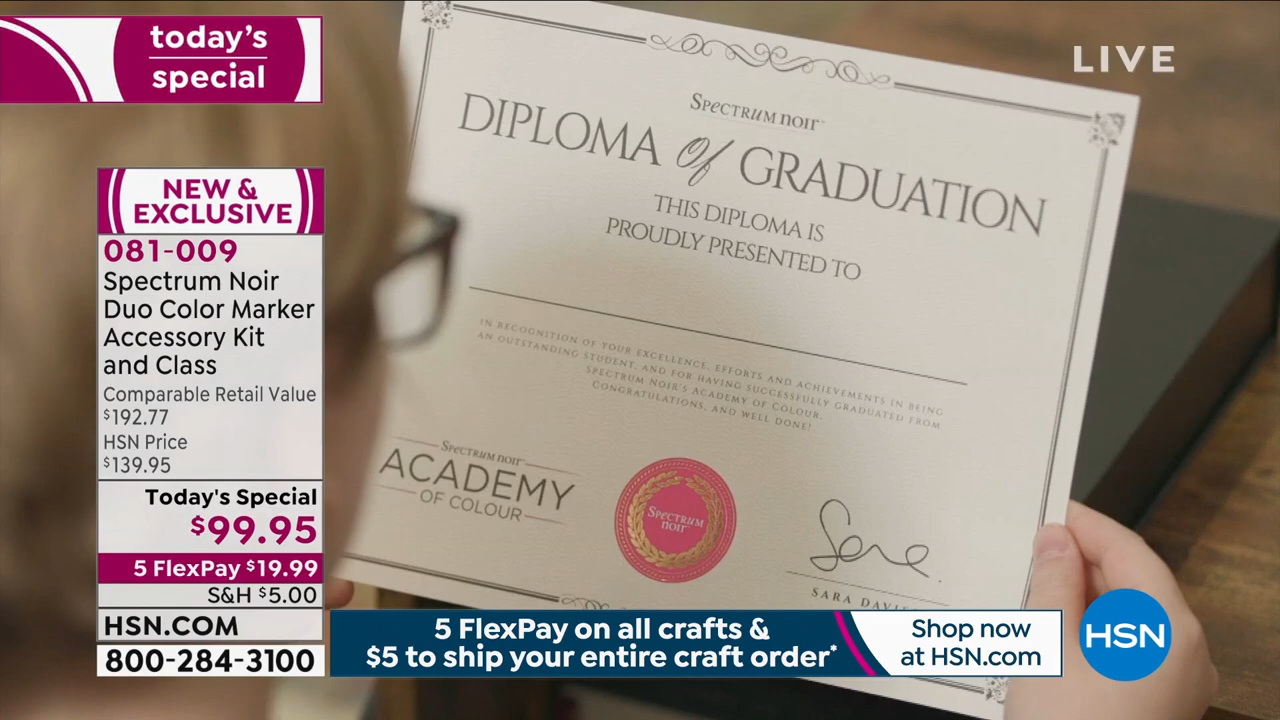 today's
special
LIVE
NEW &
EXCLUSIVE
081-009
Spectrum Noir
Duo Color Marker
Accessory Kit
and Class
Comparable Retail Value
$192.77
HSN Price
$139.95
Today's Special
$99.95
5 FlexPay $19.99
S&H $5.00
HSN.COM
800-284-3100
SPECTRUM NOIR™
DIPLOMA of GRADUATION
THIS DIPLOMA IS
PROUDLY PRESENTED TO
IN RECOGNITION OF YOUR EXCELLENCE, EFFORTS AND ACHIEVEMENTS IN BEING
AN OUTSTANDING STUDENT, AND FOR HAVING SUCCESSFULLY GRADUATED FROM
SPECTRUM NOIR'S ACADEMY OF COLOUR.
CONGRATULATIONS, AND WELL DONE!
SPECTRUM NOIR™
ACADEMY
OF COLOUR
SPECTRUM
NOIR™
Sara
SARA
5 FlexPay on all crafts &
$5 to ship your entire craft order*
Shop now
at HSN.com
HSN